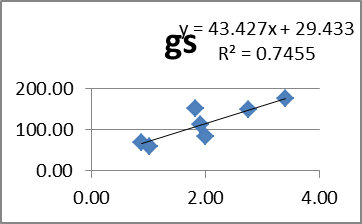 gs
y = 43.427x + 29.433
R² = 0.7455
200.00
100.00
0.00
0.00 2.00 4.00